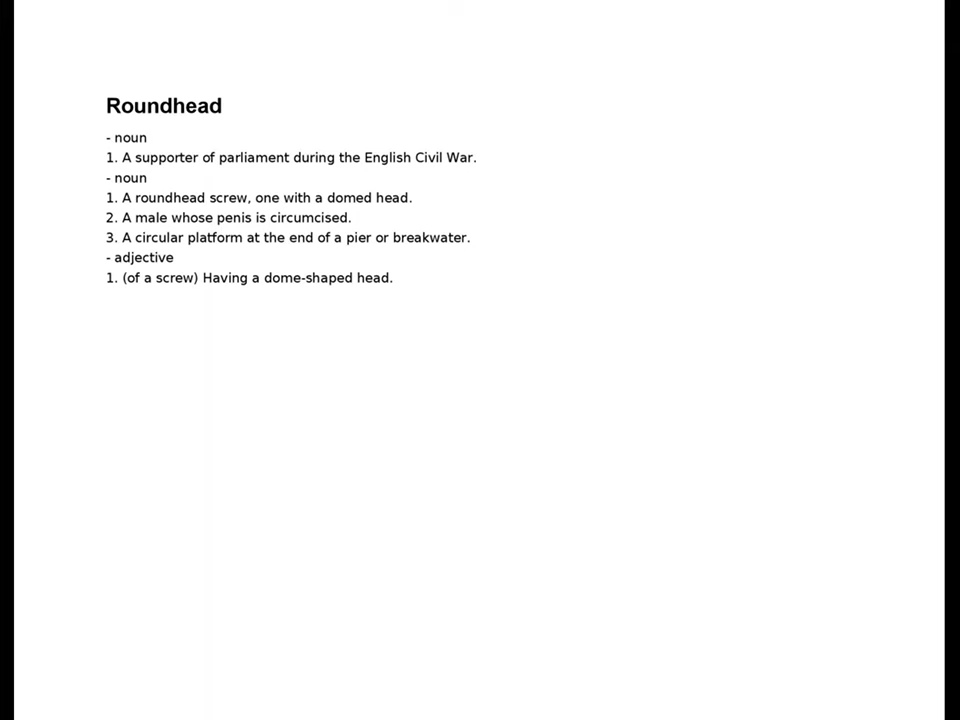 Roundhead
- noun
1. A supporter of parliament during the English Civil War.
- noun
1. A roundhead screw, one with a domed head.
2. A male whose penis is circumcised.
3. A circular platform at the end of a pier or breakwater.
- adjective
1. (of a screw) Having a dome-shaped head.